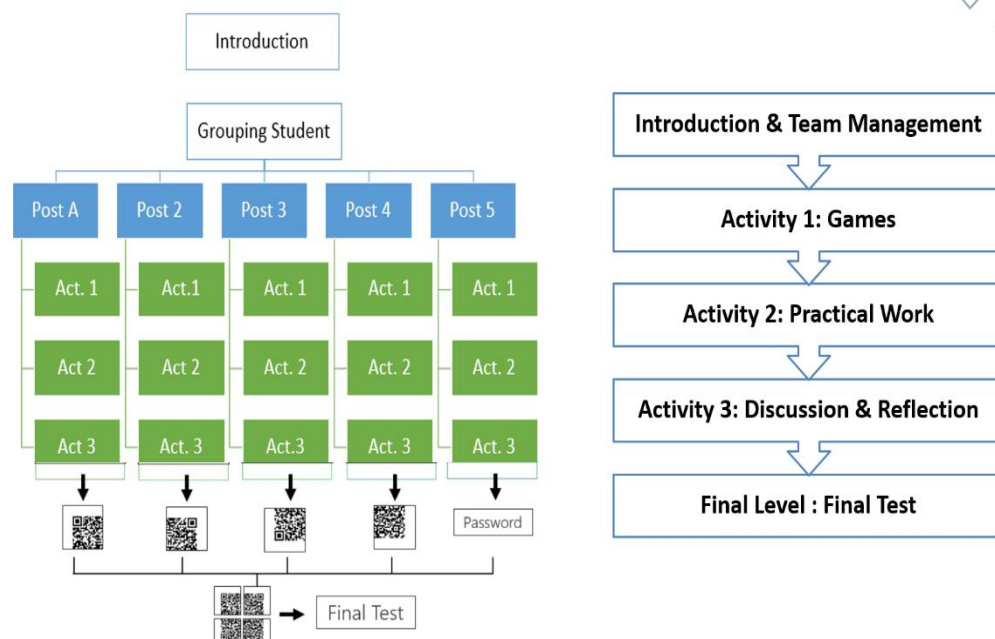 Introduction
Grouping Student
Post A
Post 2
Post 3
Post 4
Post 5
Act. 1
Act.1
Act. 1
Act. 1
Act. 1
Act 2
Act 2
Act. 2
Act. 2
Act. 2
Act 3
Act. 3
Act.3
Act. 3
Act. 3
Password
Final Test
Introduction & Team Management
Activity 1: Games
Activity 2: Practical Work
Activity 3: Discussion & Reflection
Final Level : Final Test